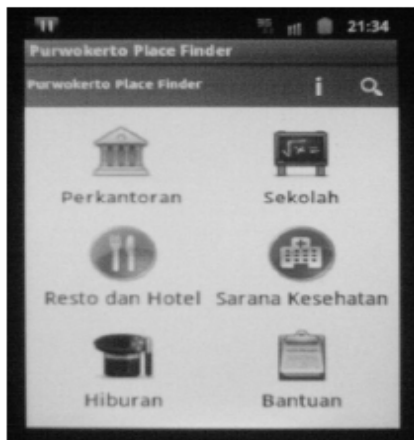 21:34
Purwokerto Place Finder
Purwokerto Place Finder
Perkantoran Sekolah
Resto dan Hotel Sarana Kesehatan
Hiburan Bantuan